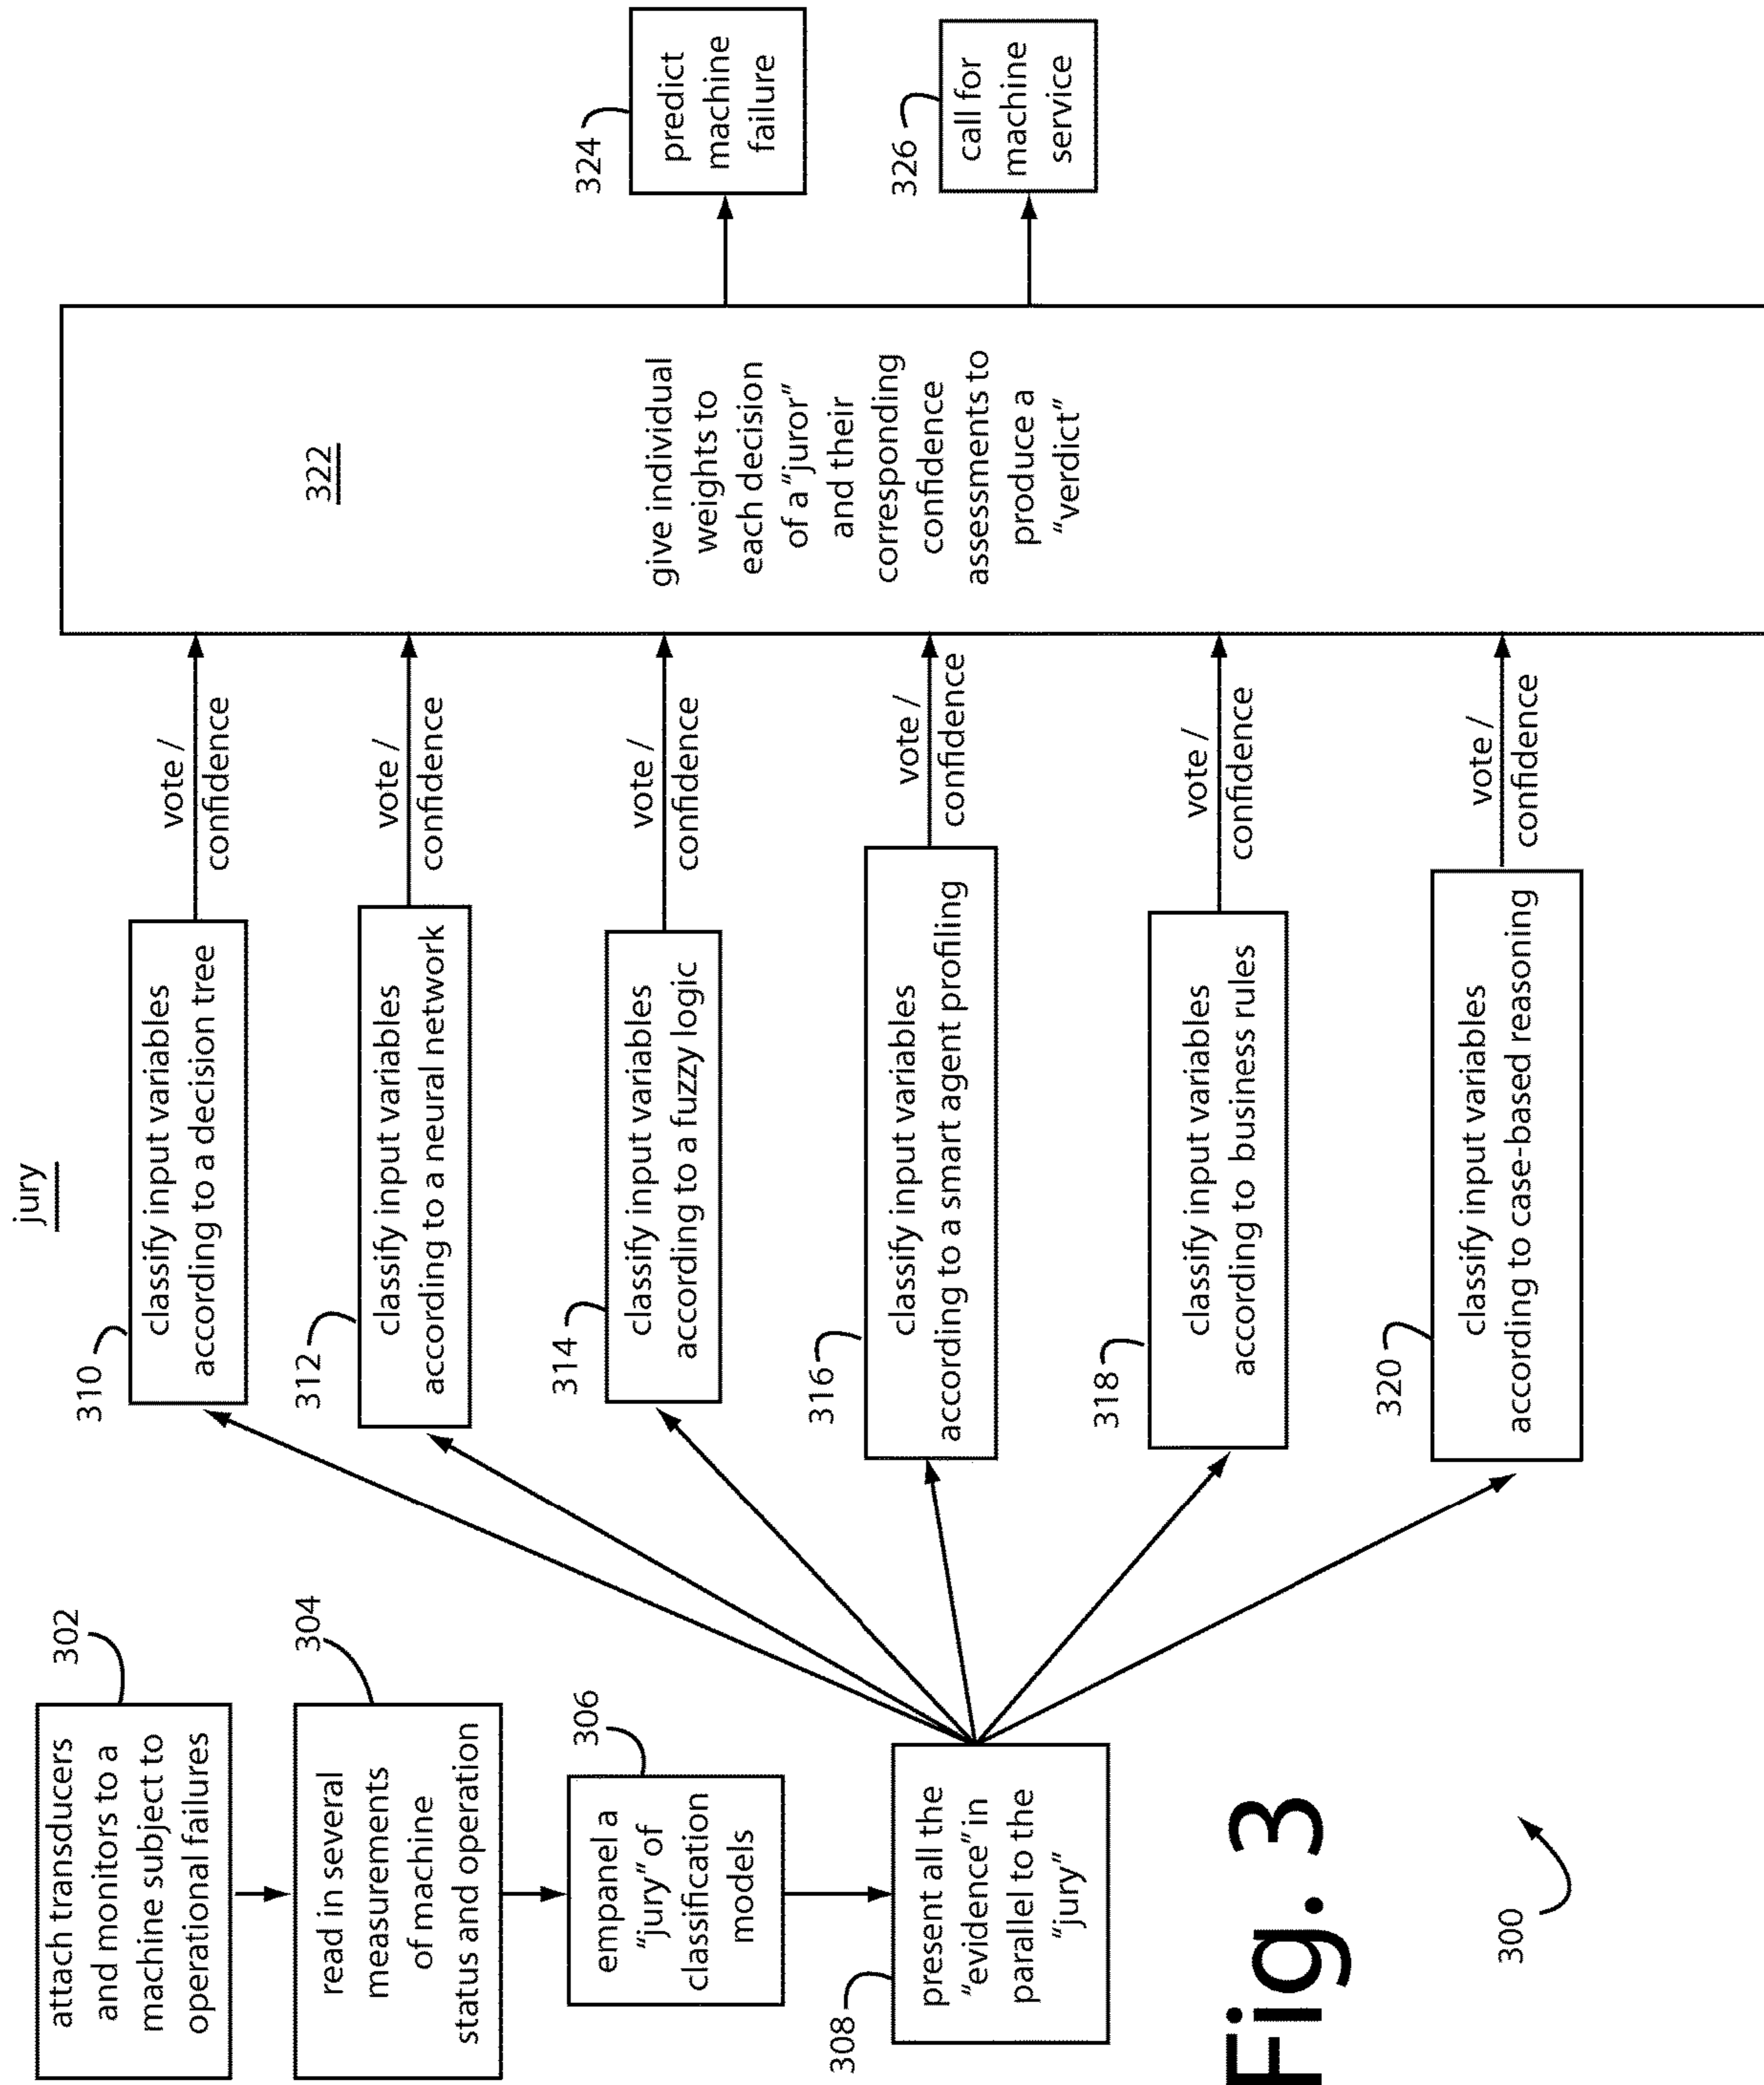 jury
302
attach transducers
and monitors to a
machine subject to
operational failures
304
read in several
measurements
of machine
status and operation
306
empanel a
“jury” of
classification
models
308
present all the
“evidence” in
parallel to the
“jury”
310
classify input variables
according to a decision tree
vote /
confidence
312
classify input variables
according to a neural network
vote /
confidence
314
classify input variables
according to a fuzzy logic
vote /
confidence
316
classify input variables
according to a smart agent profiling
vote /
confidence
318
classify input variables
according to business rules
vote /
confidence
320
classify input variables
according to case-based reasoning
vote /
confidence
322
give individual
weights to
each decision
of a “juror”
and their
corresponding
confidence
assessments to
produce a
“verdict”
324
predict
machine
failure
326
call for
machine
service
Fig. 3
300